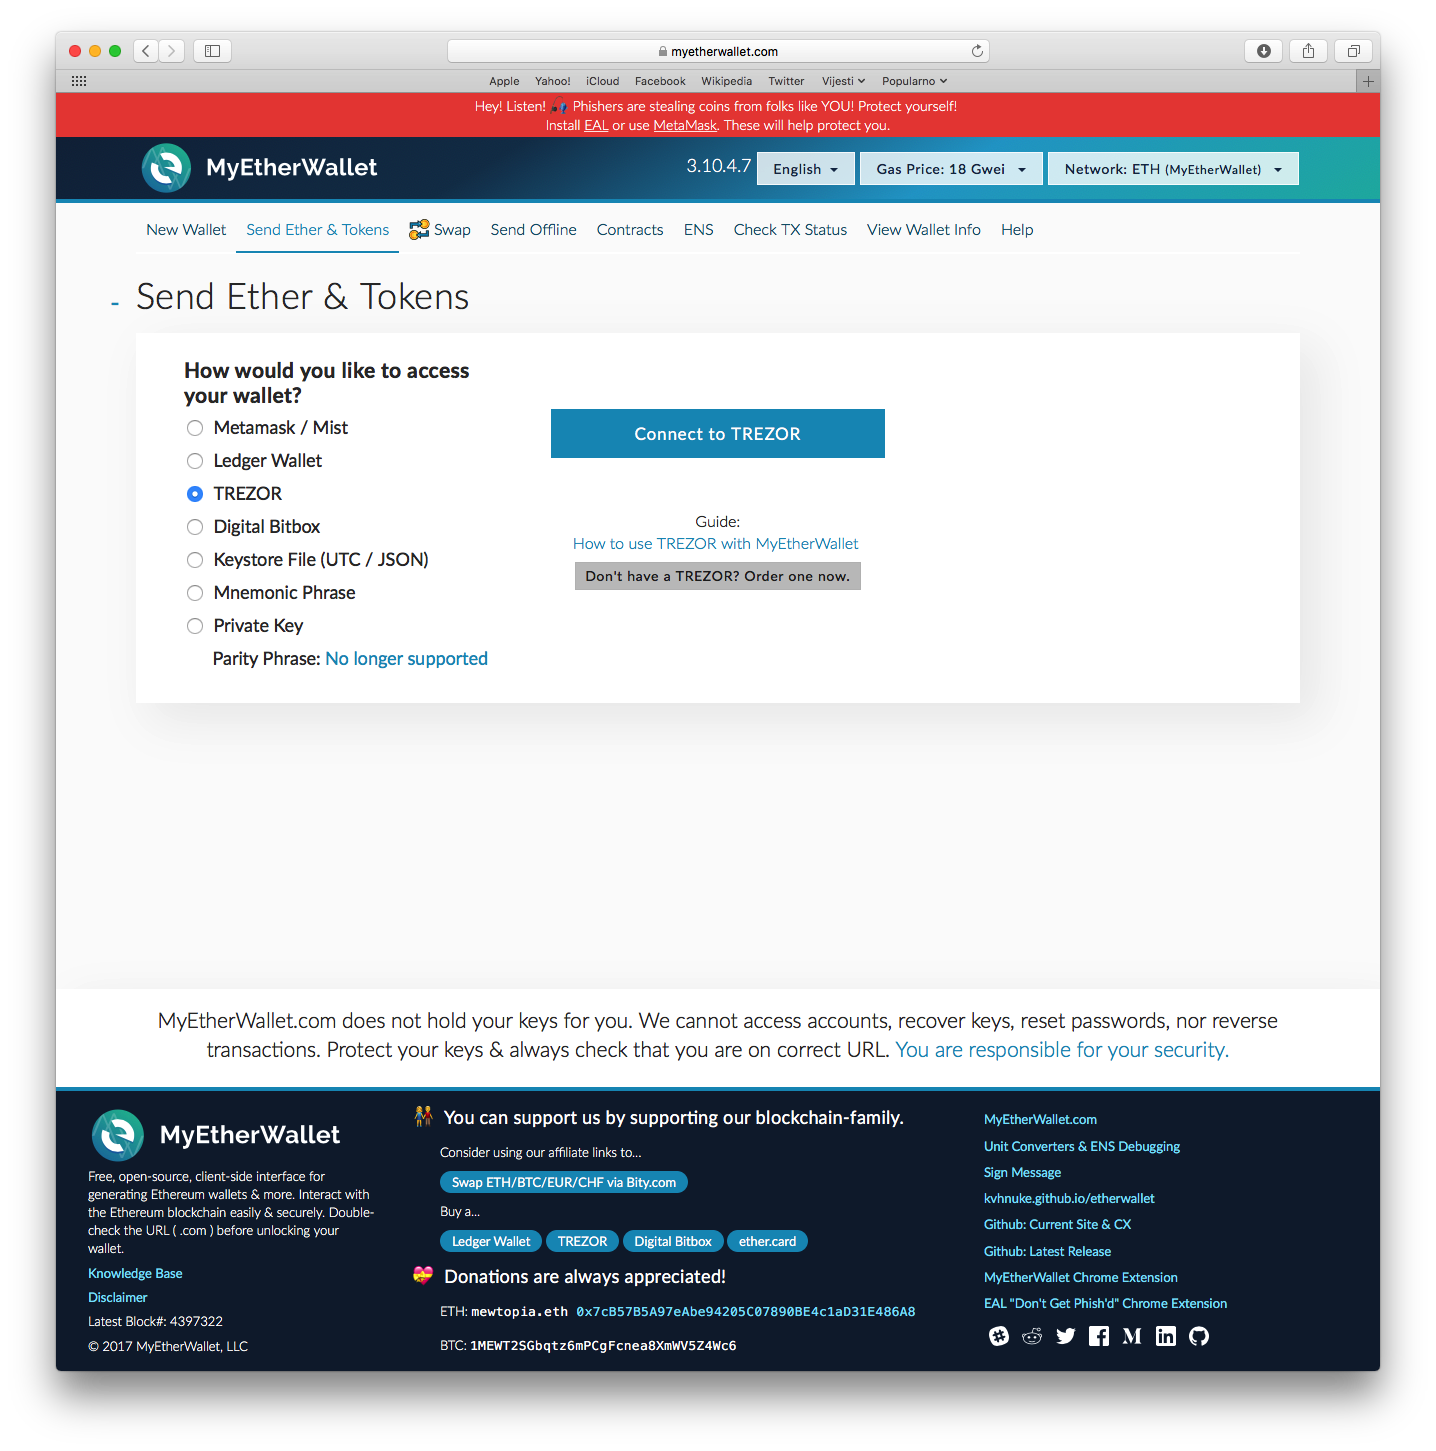 myetherwallet.com
Apple Yahoo! iCloud Facebook Wikipedia Twitter Vijesti Popularno
Hey! Listen! Phishers are stealing coins from folks like YOU! Protect yourself!
Install EAL or use MetaMask. These will help protect you.
MyEtherWallet 3.10.4.7 English Gas Price: 18 Gwei Network: ETH (MyEtherWallet)
New Wallet Send Ether & Tokens Swap Send Offline Contracts ENS Check TX Status View Wallet Info Help
- Send Ether & Tokens
How would you like to access
your wallet?
Metamask / Mist
Ledger Wallet
TREZOR
Digital Bitbox
Keystore File (UTC / JSON)
Mnemonic Phrase
Private Key
Parity Phrase: No longer supported
Connect to TREZOR
Guide:
How to use TREZOR with MyEtherWallet
Don't have a TREZOR? Order one now.
MyEtherWallet.com does not hold your keys for you. We cannot access accounts, recover keys, reset passwords, nor reverse
transactions. Protect your keys & always check that you are on correct URL. You are responsible for your security.
MyEtherWallet
Free, open-source, client-side interface for
generating Ethereum wallets & more. Interact with
the Ethereum blockchain easily & securely. Double-
check the URL ( .com ) before unlocking your
wallet.
Knowledge Base
Disclaimer
Latest Block#: 4397322
© 2017 MyEtherWallet, LLC
You can support us by supporting our blockchain-family.
Consider using our affiliate links to...
Swap ETH/BTC/EUR/CHF via Bity.com
Buy a...
Ledger Wallet TREZOR Digital Bitbox ether.card
Donations are always appreciated!
ETH: mewtopia.eth 0x7cB57B5A97eAbe94205C07890BE4c1aD31E486A8
BTC: 1MEWT2SGbqtz6mPCgFcnea8XmWV5Z4Wc6
MyEtherWallet.com
Unit Converters & ENS Debugging
Sign Message
kvhnuke.github.io/etherwallet
Github: Current Site & CX
Github: Latest Release
MyEtherWallet Chrome Extension
EAL "Don't Get Phish'd" Chrome Extension